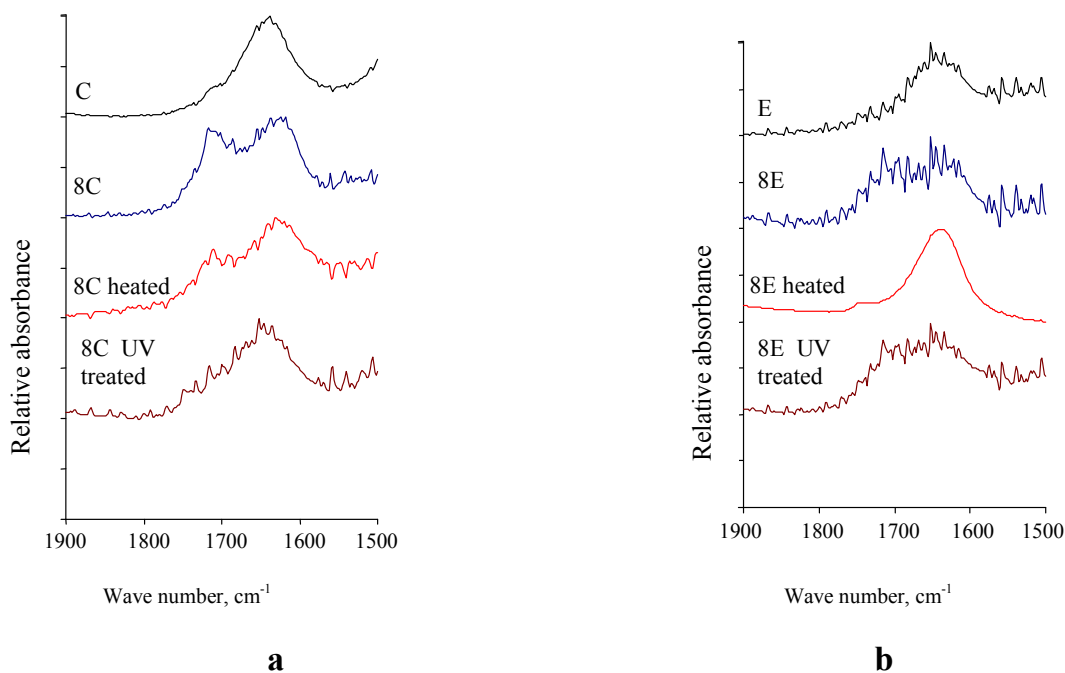 Relative absorbance
C
8C
8C heated
8C UV
treated
1900 1800 1700 1600 1500
Wave number, cm-1
a
Relative absorbance
E
8E
8E heated
8E UV
treated
1900 1800 1700 1600 1500
Wave number, cm-1
b